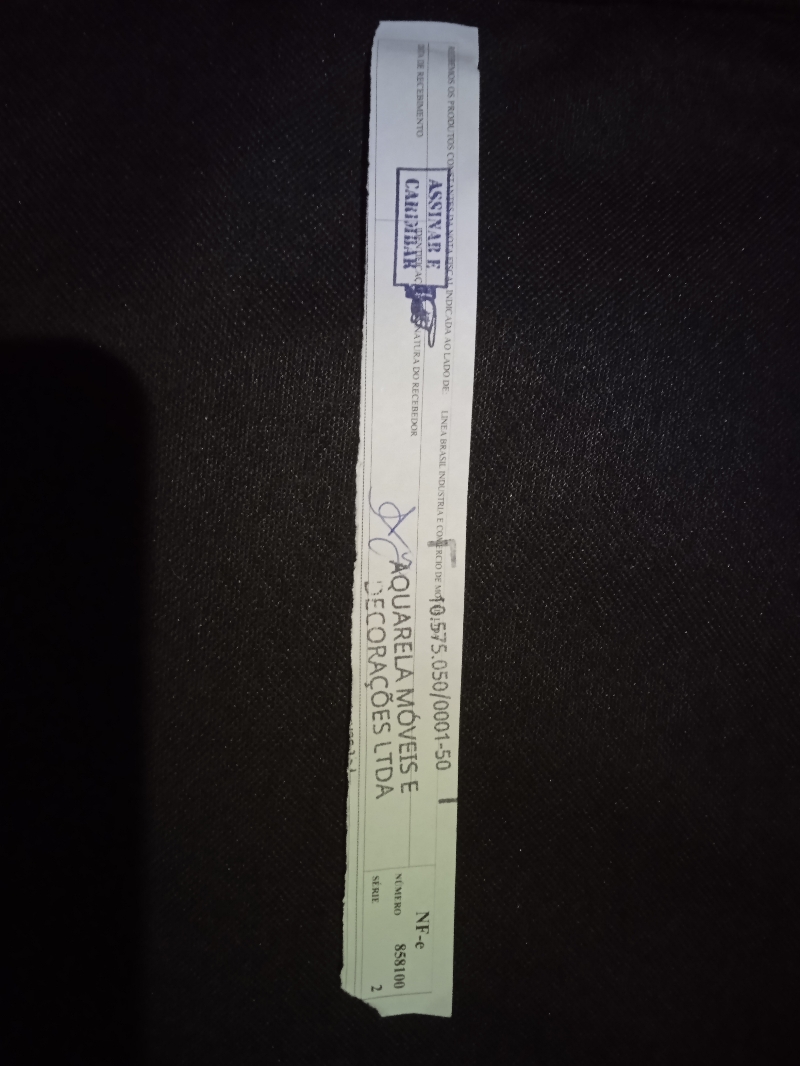 RECEBEMOS OS PRODUTOS CONSTANTES DA NOTA FISCAL INDICADA AO LADO DE: LINEA BRASIL INDUSTRIA E COMERCIO DE
DATA DE RECEBIMENTO
ASSINAR E
CARIMBAR
NATURA DO RECEBEDOR
10.575.050/0001-50
AQUARELA MÓVEIS E
DECORAÇÕES LTDA
NF-e
NÚMERO 858100
SÉRIE 2